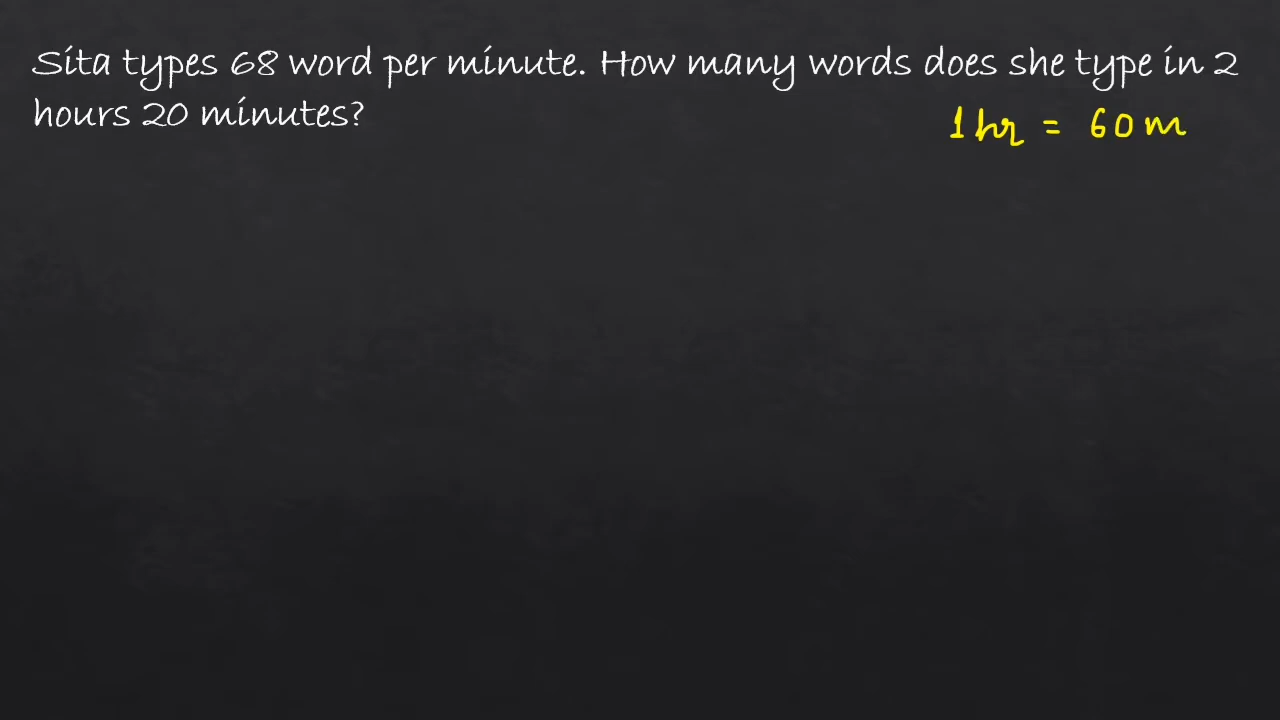 Sita types 68 word per minute. How many words does she type in 2
hours 20 minutes?
1 hr = 60 m